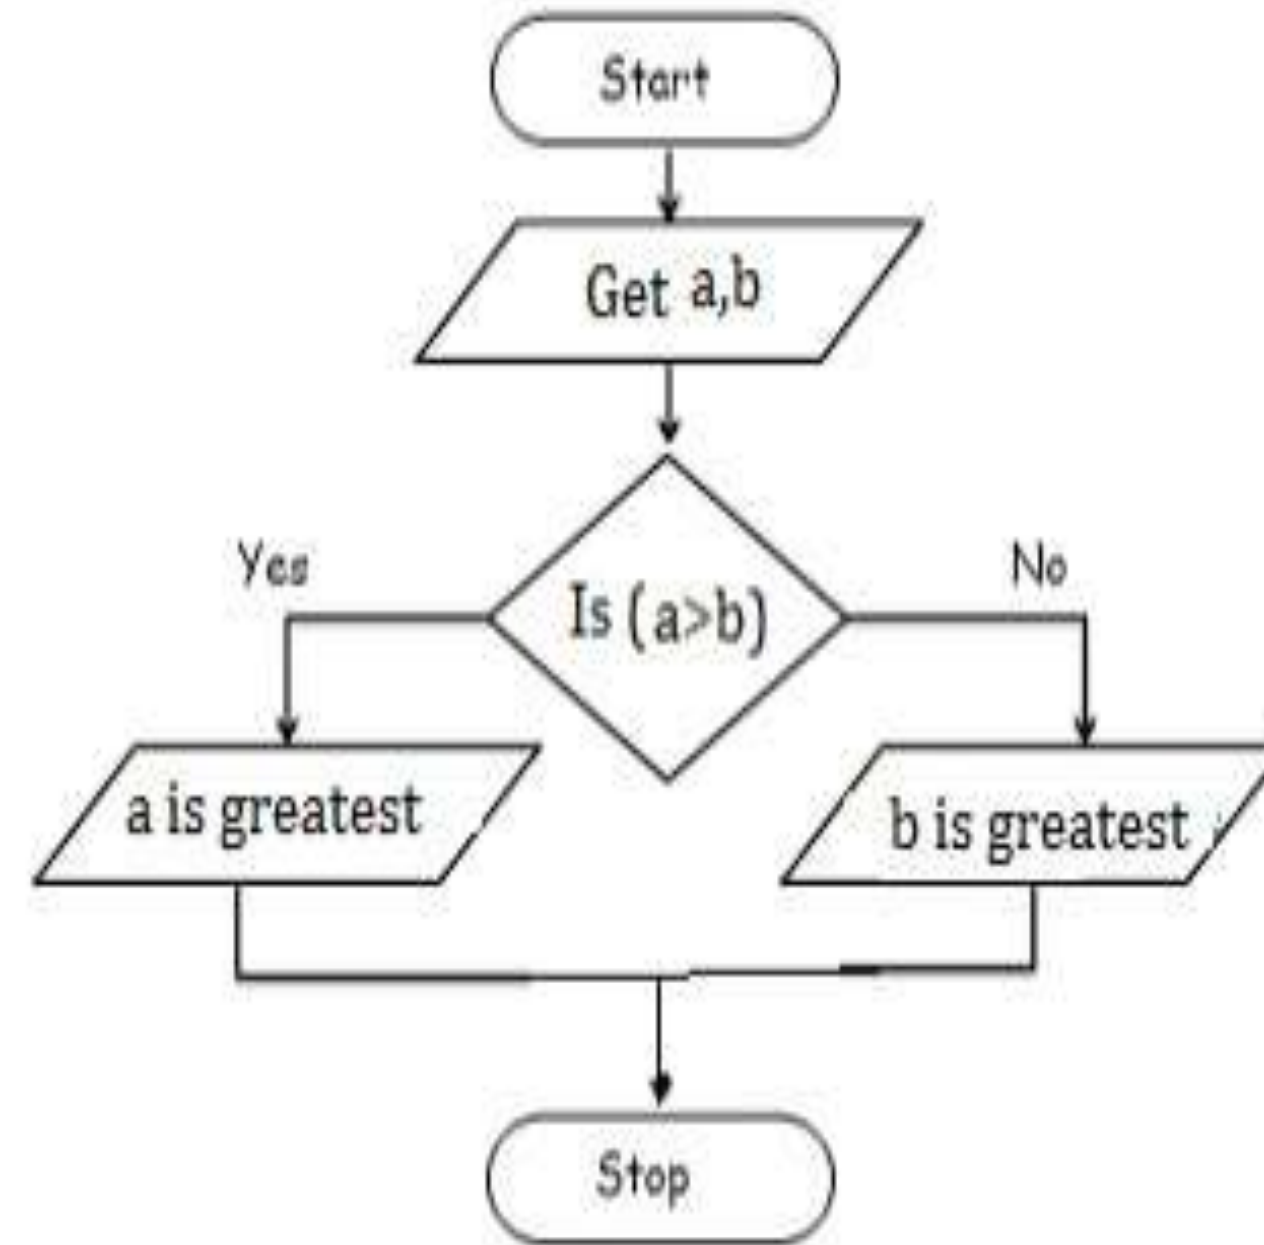 Start
Get a,b
Yes
No
Is (a>b)
a is greatest
b is greatest
Stop